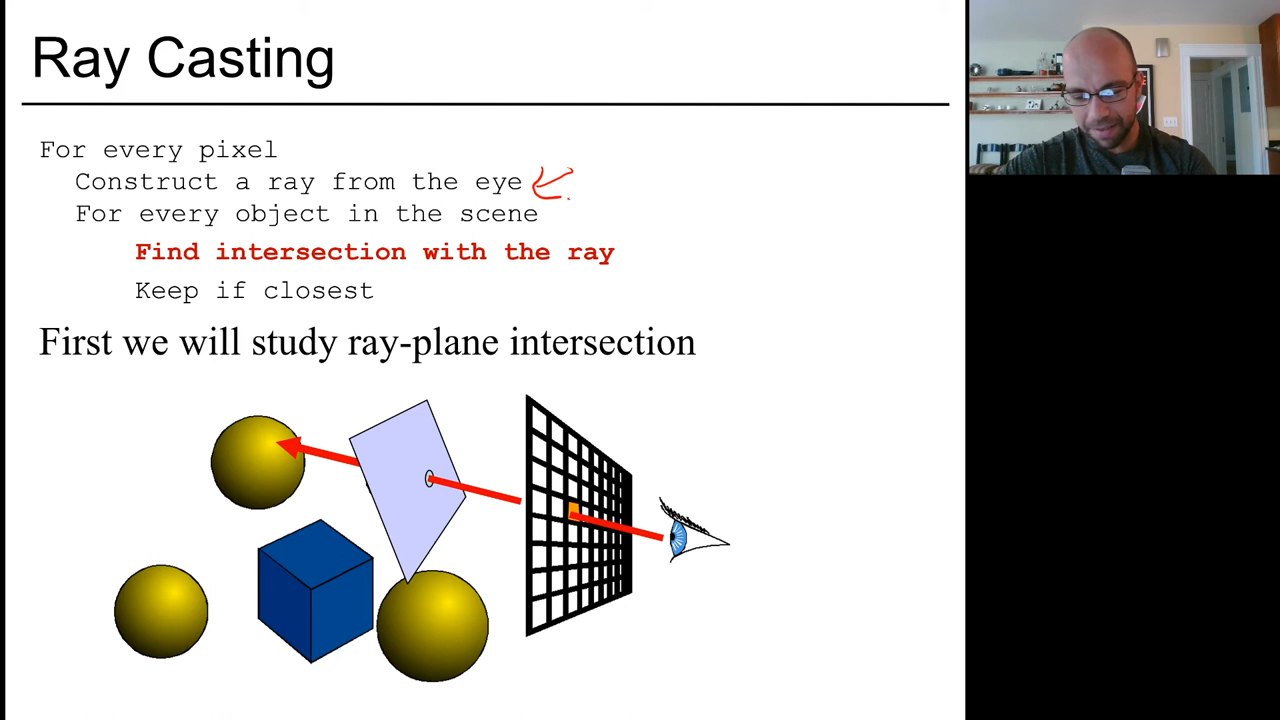 Ray Casting
For every pixel
Construct a ray from the eye
For every object in the scene
Find intersection with the ray
Keep if closest
First we will study ray-plane intersection